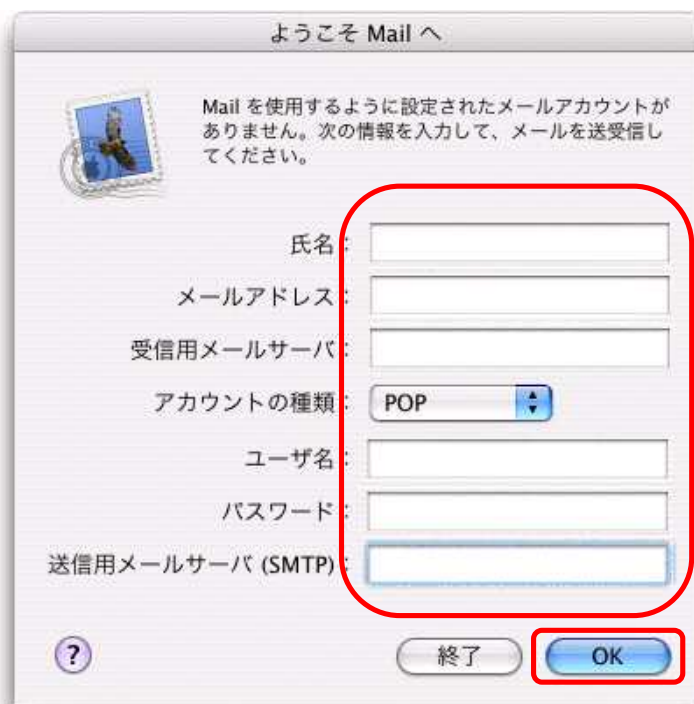 ようこそ Mail へ
Mail を使用するように設定されたメールアカウントが
ありません。次の情報を入力して、メールを送受信し
てください。
氏名：
メールアドレス：
受信用メールサーバ：
アカウントの種類： POP
ユーザ名：
パスワード：
送信用メールサーバ (SMTP)：
? 終了 OK